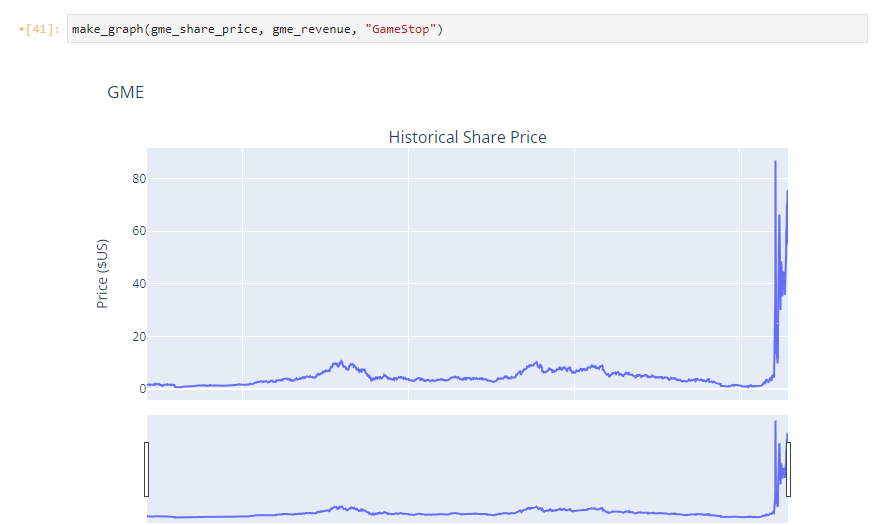 [41]: make_graph(gme_share_price, gme_revenue, "GameStop")
GME
Historical Share Price
80
60
40
20
0
Price ($US)